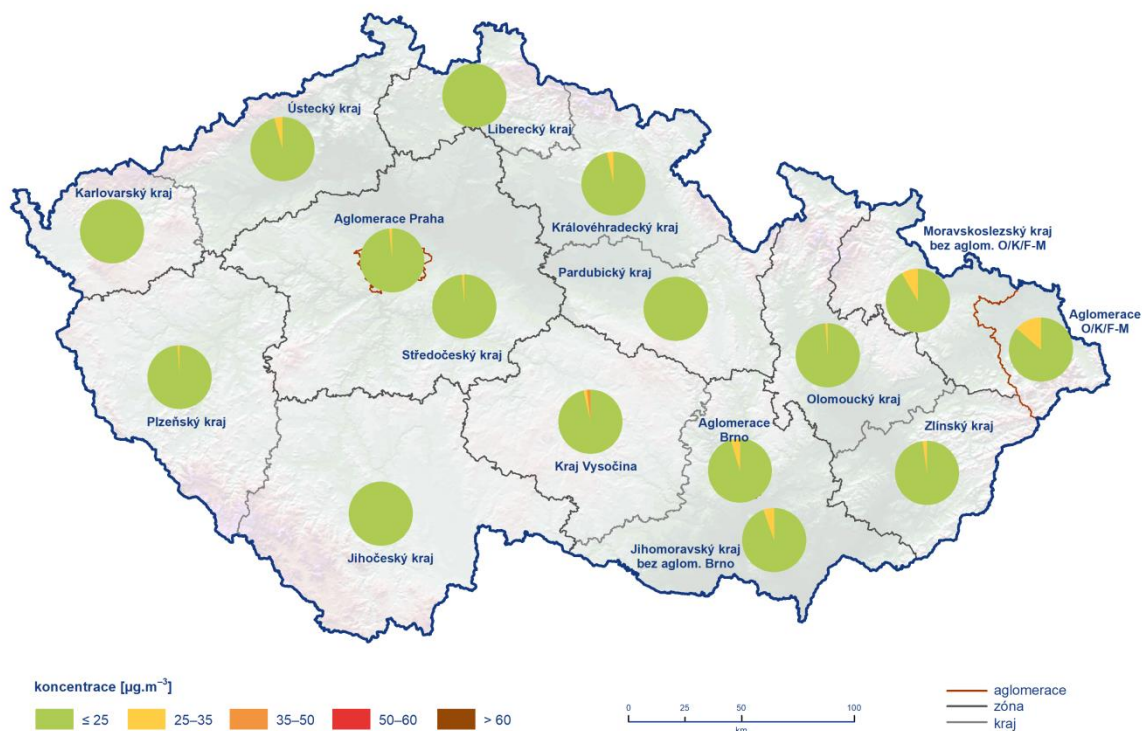 Ústecký kraj
Liberecký kraj
Karlovarský kraj
Aglomerace Praha
Královéhradecký kraj
Moravskoslezský kraj
bez aglom. O/K/F-M
Pardubický kraj
Aglomerace
O/K/F-M
Středočeský kraj
Olomoucký kraj
Plzeňský kraj
Zlínský kraj
Aglomerace
Brno
Kraj Vysočina
Jihočeský kraj
Jihomoravský kraj
bez aglom. Brno
koncentrace [µg.m⁻³]
≤ 25
25–35
35–50
50–60
> 60
0 25 50 100
km
aglomerace
zóna
kraj